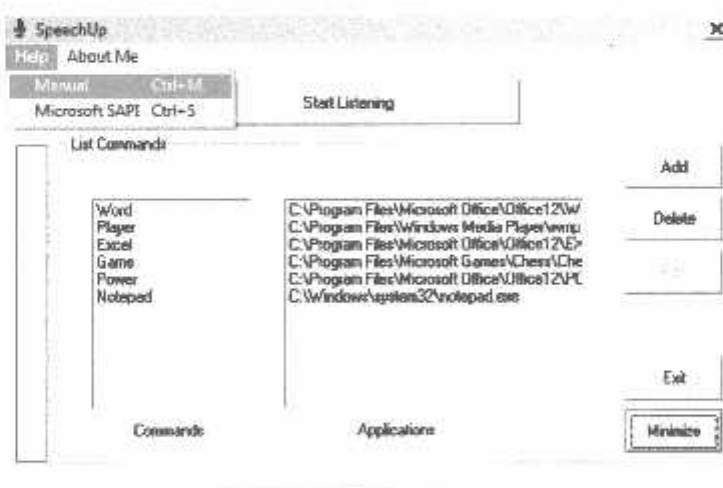 SpeechUp
Help About Me
Manual Ctrl+M
Microsoft SAPI Ctrl+S
Start Listening
List Commands
Add
Word C:\Program Files\Microsoft Office\Office12\W
Player C:\Program Files\Windows Media Player\wmp
Delete
Excel C:\Program Files\Microsoft Office\Office12\EX
Game C:\Program Files\Microsoft Games\Chess\Che
Power C:\Program Files\Microsoft Office\Office12\PO
Notepad C:\Windows\system32\notepad.exe
Exit
Commands Applications
Minimize